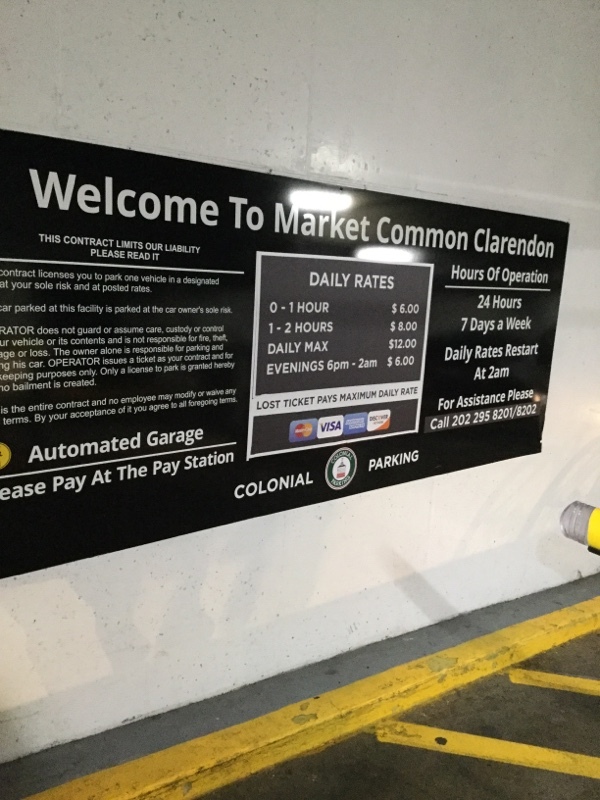 Welcome To Market Common Clarendon
THIS CONTRACT LIMITS OUR LIABILITY
PLEASE READ IT
contract licenses you to park one vehicle in a designated
at your sole risk and at posted rates.
car parked at this facility is parked at the car owner's sole risk.
RATOR does not guard or assume care, custody or control
ur vehicle or its contents and is not responsible for fire, theft,
age or loss. The owner alone is responsible for parking and
ng his car. OPERATOR issues a ticket as your contract and for
keeping purposes only. Only a license to park is granted hereby
no bailment is created.
is the entire contract and no employee may modify or waive any
terms. By your acceptance of it you agree to all foregoing terms.
Automated Garage
ease Pay At The Pay Station
DAILY RATES
0 - 1 HOUR $ 6.00
1 - 2 HOURS $ 8.00
DAILY MAX $12.00
EVENINGS 6pm - 2am $ 6.00
LOST TICKET PAYS MAXIMUM DAILY RATE
MasterCard VISA DISCOVER
COLONIAL PARKING
Hours Of Operation
24 Hours
7 Days a Week
Daily Rates Restart
At 2am
For Assistance Please
Call 202 295 8201/8202